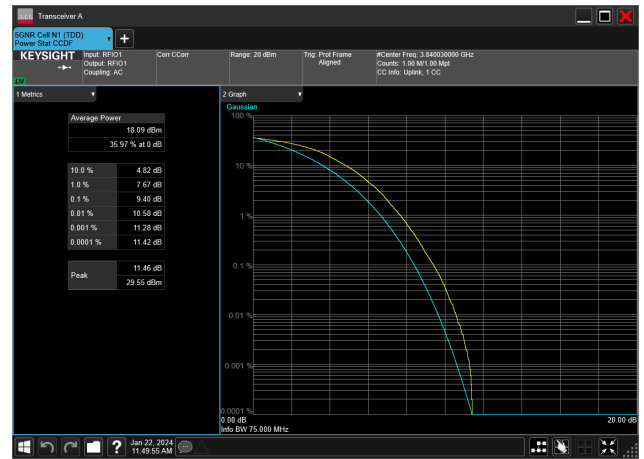 Transceiver A
5GNR Cell N1 (TDD)
Power Stat CCDF
KEYSIGHT
LXI
Input: RFIO1
Output: RFIO1
Coupling: AC
Corr CCorr
Range: 20 dBm
Trig: Prot Frame
Aligned
#Center Freq: 3.840030000 GHz
Counts: 1.00 M/1.00 Mpt
CC Info: Uplink, 1 CC
1 Metrics
Average Power
18.09 dBm
35.97 % at 0 dB
10.0 % 4.82 dB
1.0 % 7.67 dB
0.1 % 9.40 dB
0.01 % 10.58 dB
0.001 % 11.28 dB
0.0001 % 11.42 dB
Peak 11.46 dB
29.55 dBm
2 Graph
Gaussian
100 %
10 %
1 %
0.1 %
0.01 %
0.001 %
0.0001 %
0.00 dB 20.00 dB
Info BW 75.000 MHz
Jan 22, 2024
11:49:55 AM